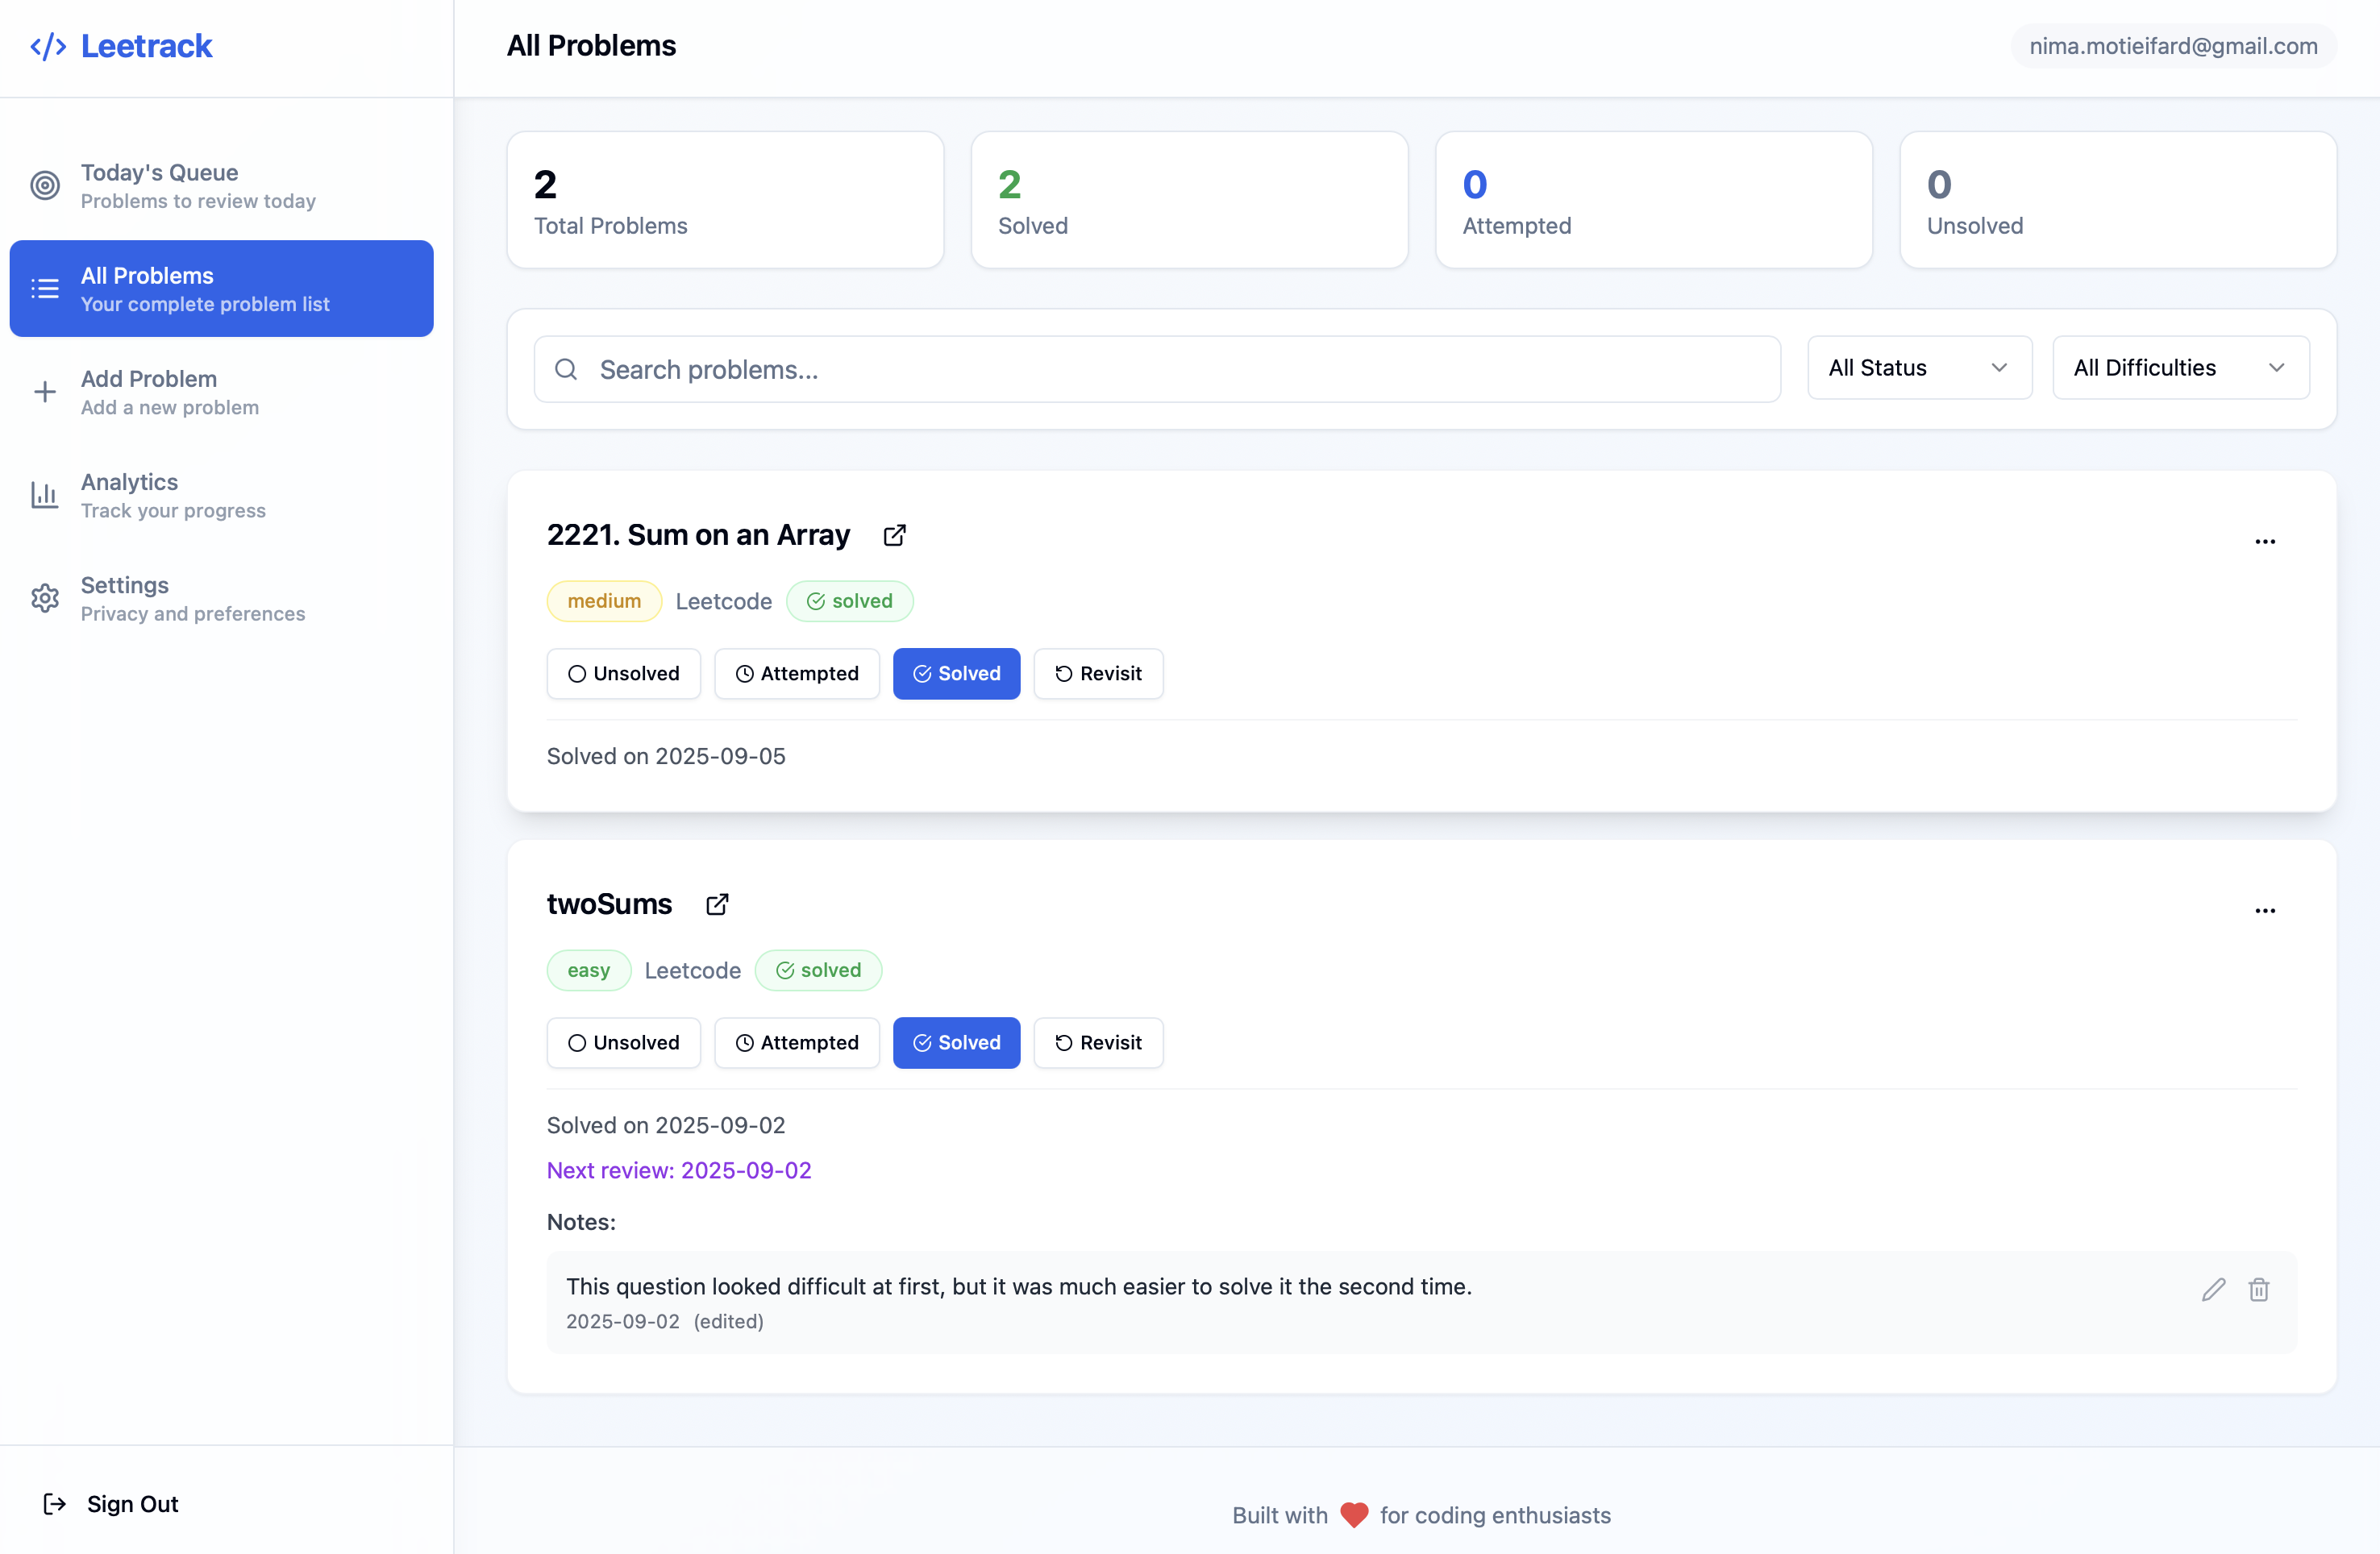 Leetrack
Today's Queue
Problems to review today
All Problems
Your complete problem list
Add Problem
Add a new problem
Analytics
Track your progress
Settings
Privacy and preferences
Sign Out
All Problems
nima.motieifard@gmail.com
2
Total Problems
2
Solved
0
Attempted
0
Unsolved
Search problems...
All Status
All Difficulties
2221. Sum on an Array
medium Leetcode solved
Unsolved Attempted Solved Revisit
Solved on 2025-09-05
twoSums
easy Leetcode solved
Unsolved Attempted Solved Revisit
Solved on 2025-09-02
Next review: 2025-09-02
Notes:
This question looked difficult at first, but it was much easier to solve it the second time.
2025-09-02 (edited)
Built with ❤️ for coding enthusiasts